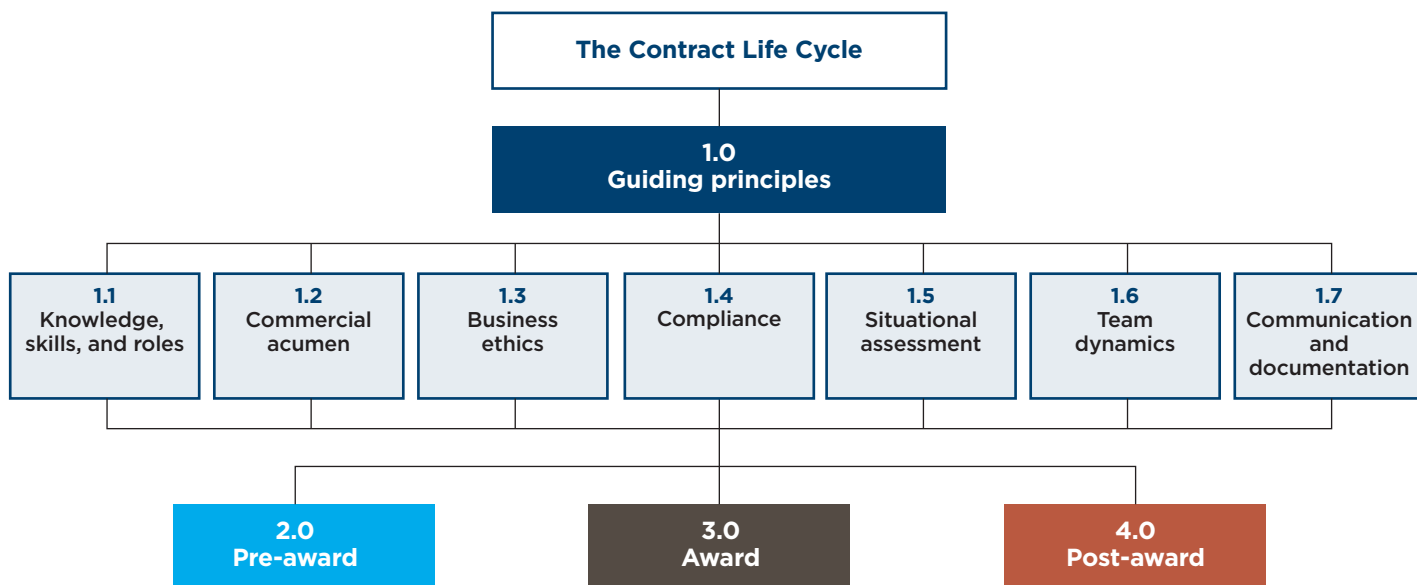 The Contract Life Cycle
1.0
Guiding principles
1.1
Knowledge,
skills, and roles
1.2
Commercial
acumen
1.3
Business
ethics
1.4
Compliance
1.5
Situational
assessment
1.6
Team
dynamics
1.7
Communication
and
documentation
2.0
Pre-award
3.0
Award
4.0
Post-award